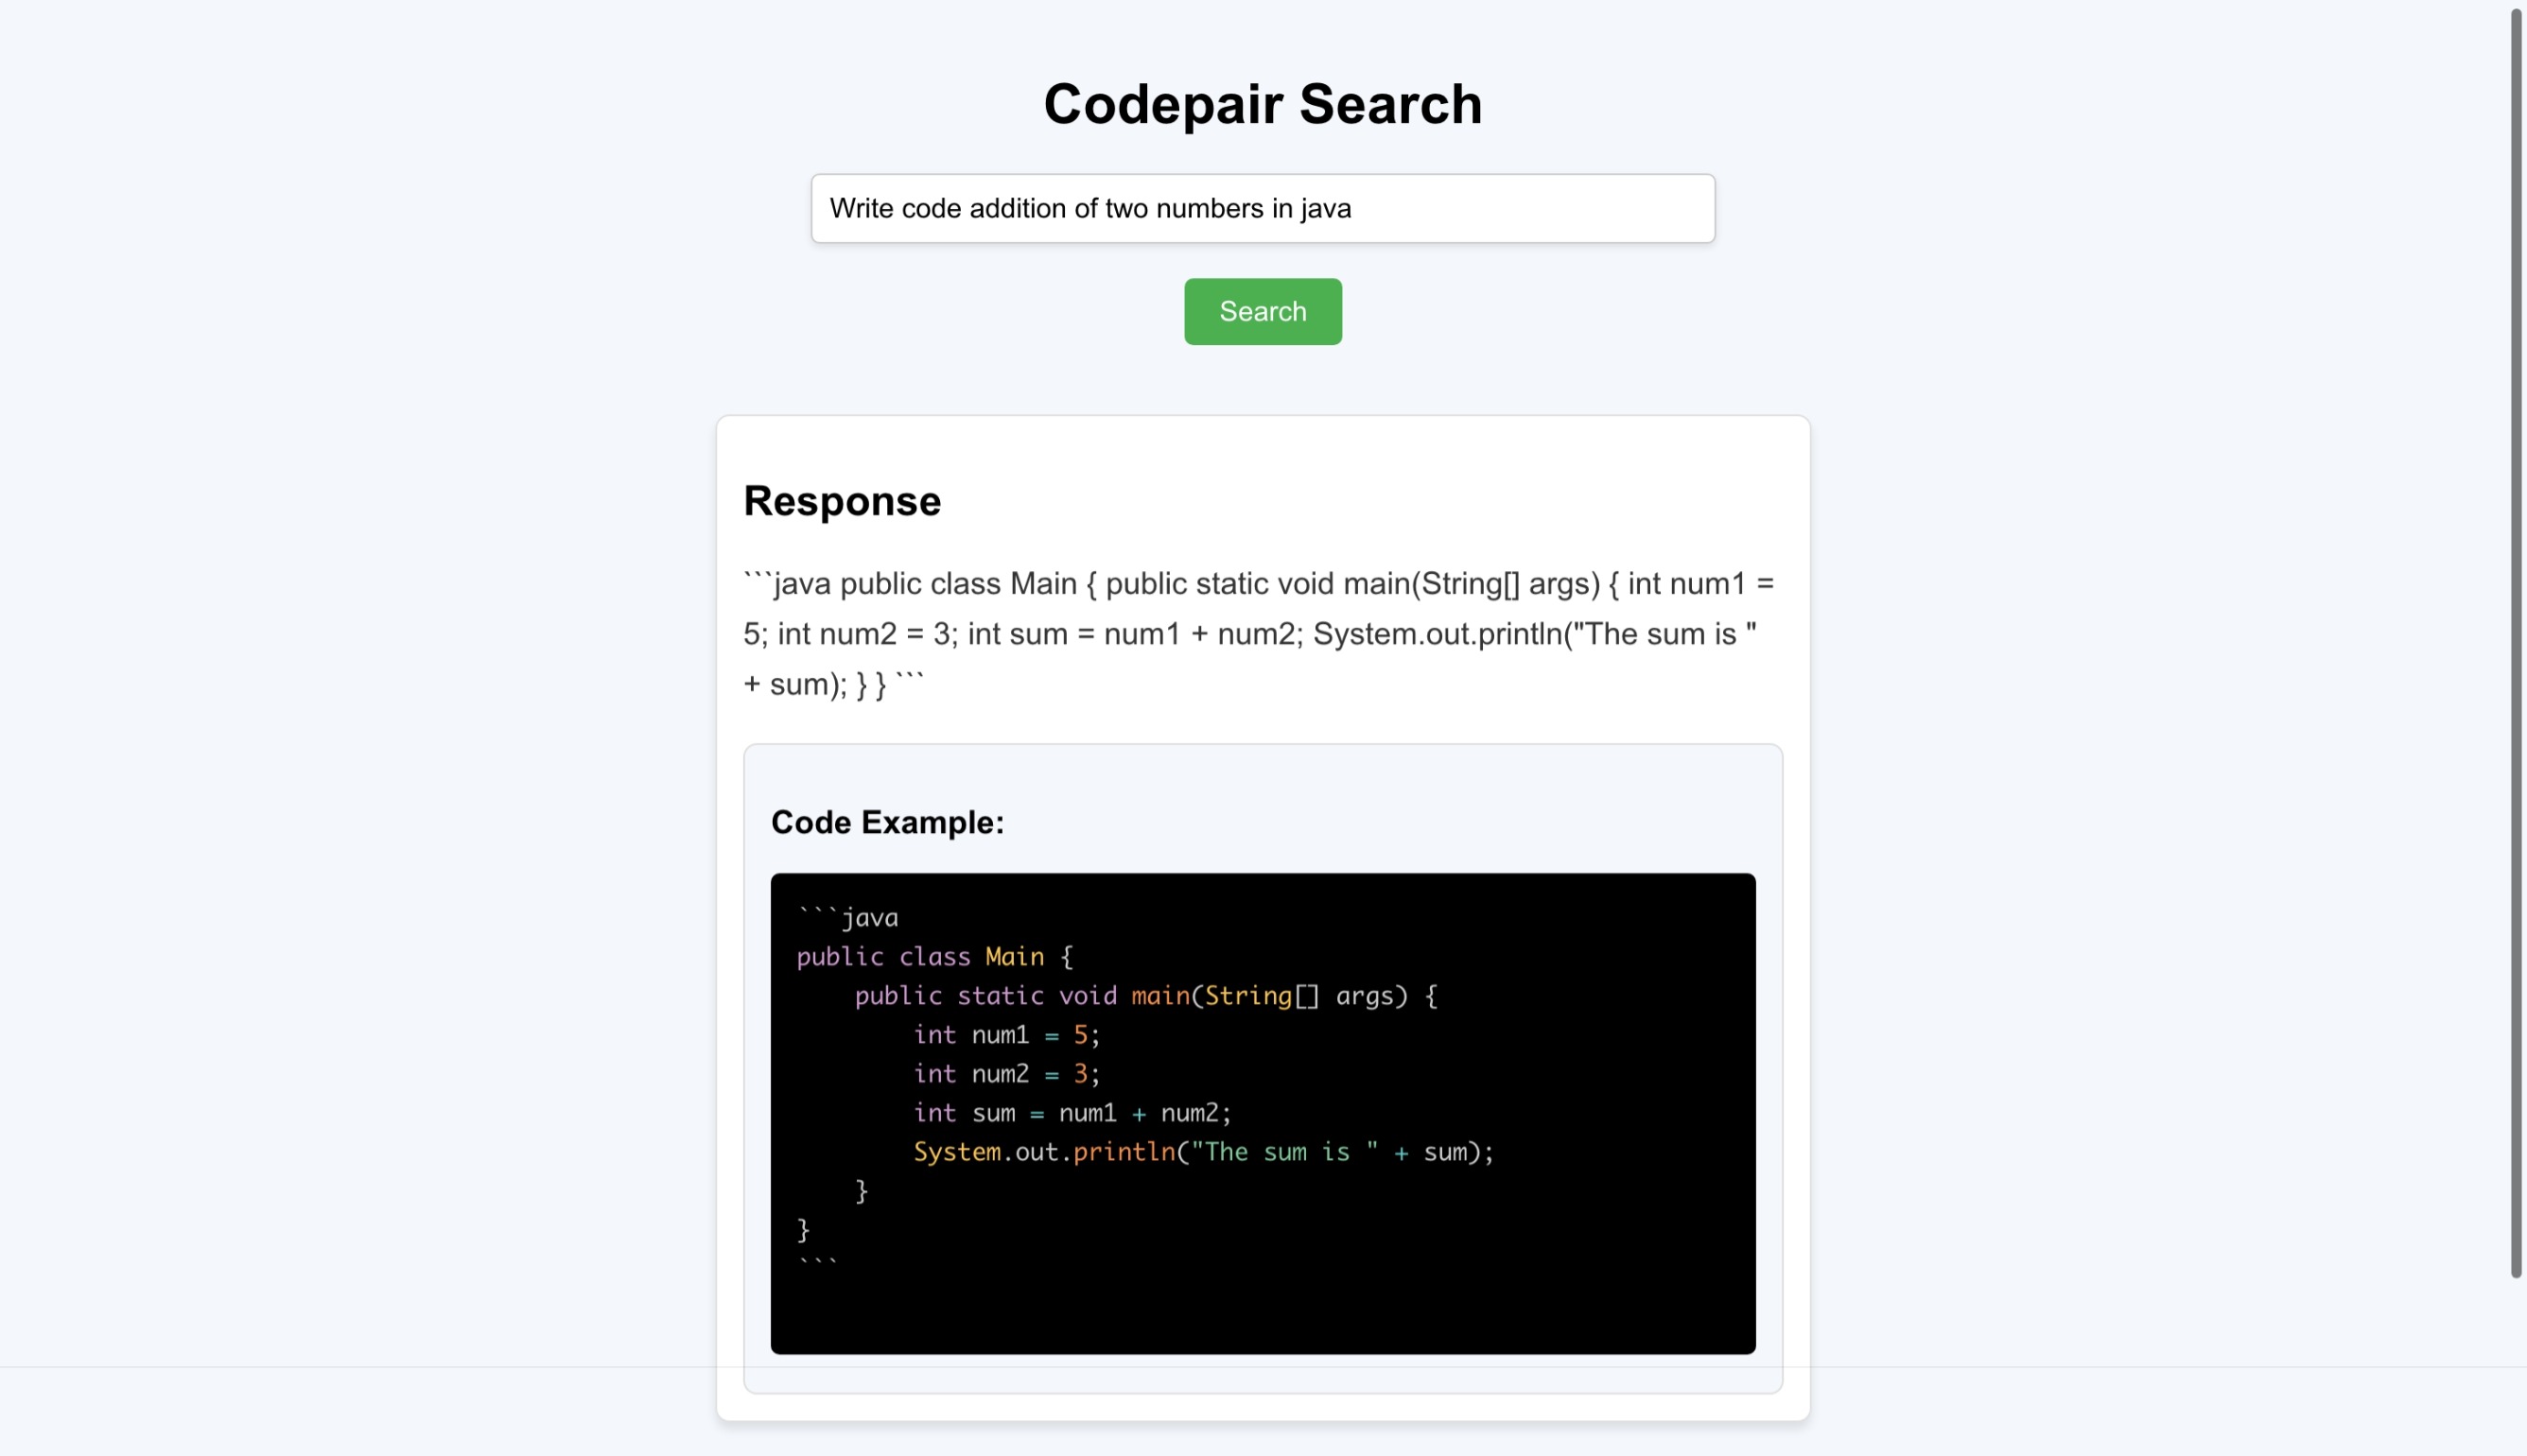 Codepair Search
Write code addition of two numbers in java
Search
Response
```java public class Main { public static void main(String[] args) { int num1 =
5; int num2 = 3; int sum = num1 + num2; System.out.println("The sum is "
+ sum); } } ```
Code Example:
```java
public class Main {
    public static void main(String[] args) {
        int num1 = 5;
        int num2 = 3;
        int sum = num1 + num2;
        System.out.println("The sum is " + sum);
    }
}
```